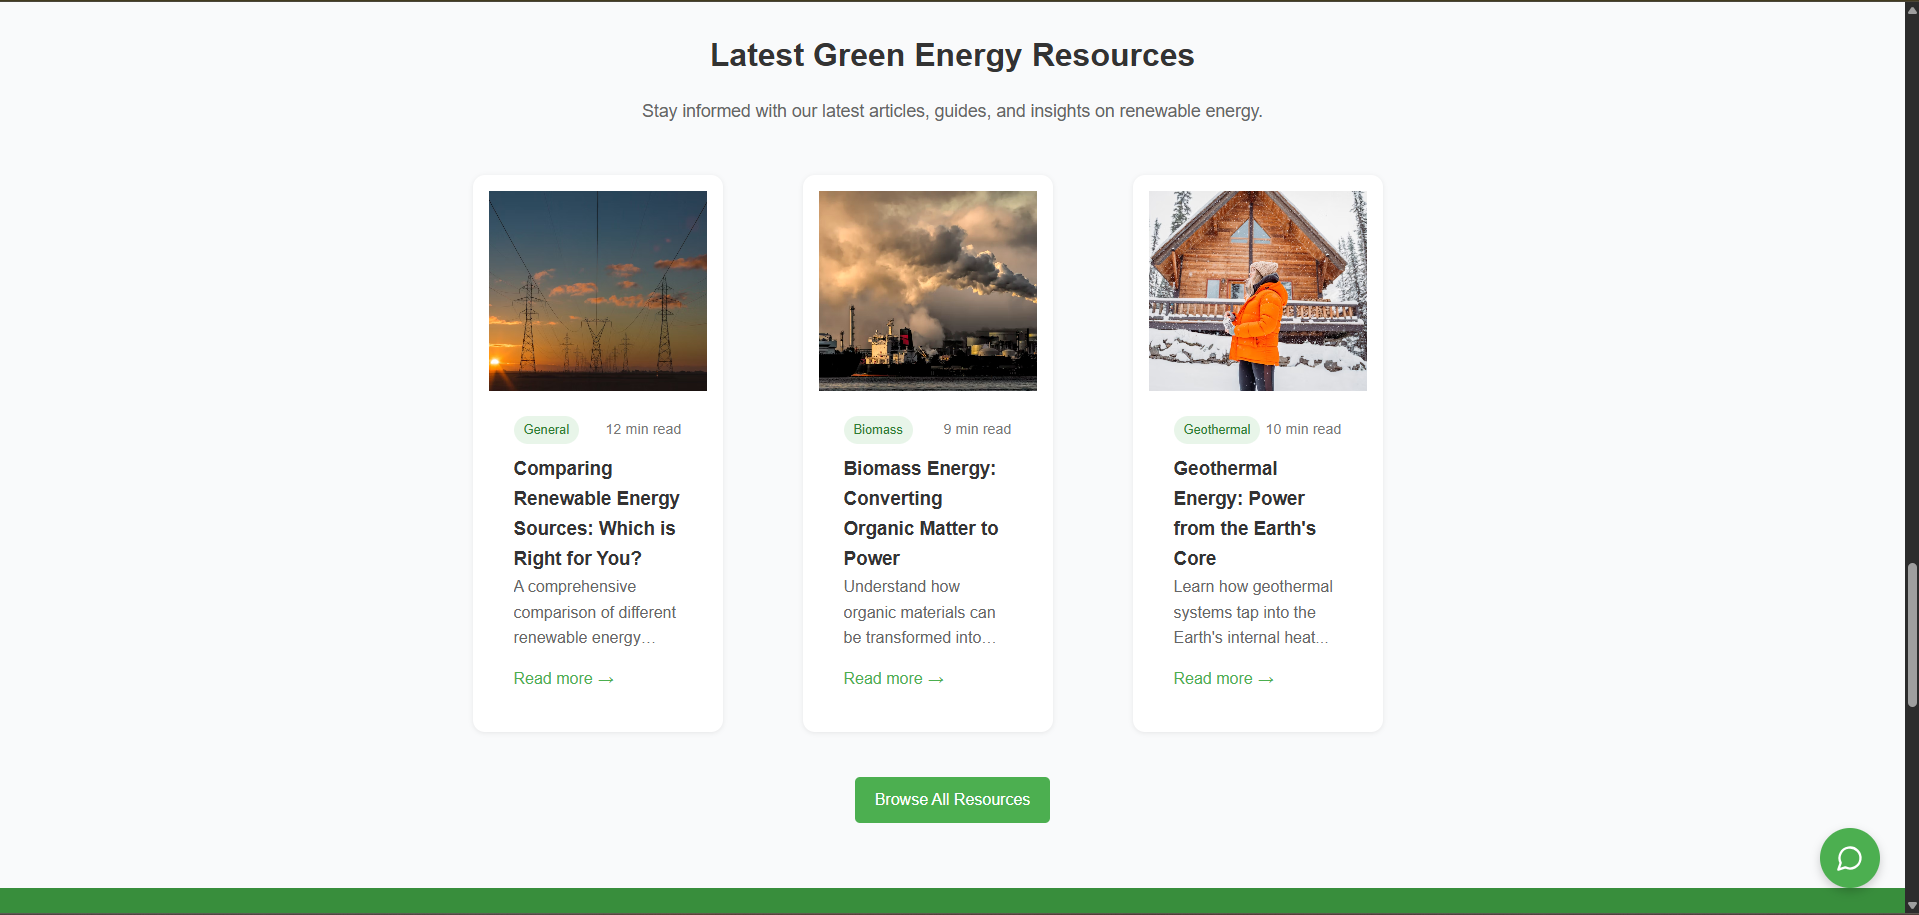 Latest Green Energy Resources
Stay informed with our latest articles, guides, and insights on renewable energy.
General
12 min read
Comparing
Renewable Energy
Sources: Which is
Right for You?
A comprehensive
comparison of different
renewable energy…
Read more →
Biomass
9 min read
Biomass Energy:
Converting
Organic Matter to
Power
Understand how
organic materials can
be transformed into…
Read more →
Geothermal
10 min read
Geothermal
Energy: Power
from the Earth's
Core
Learn how geothermal
systems tap into the
Earth's internal heat…
Read more →
Browse All Resources